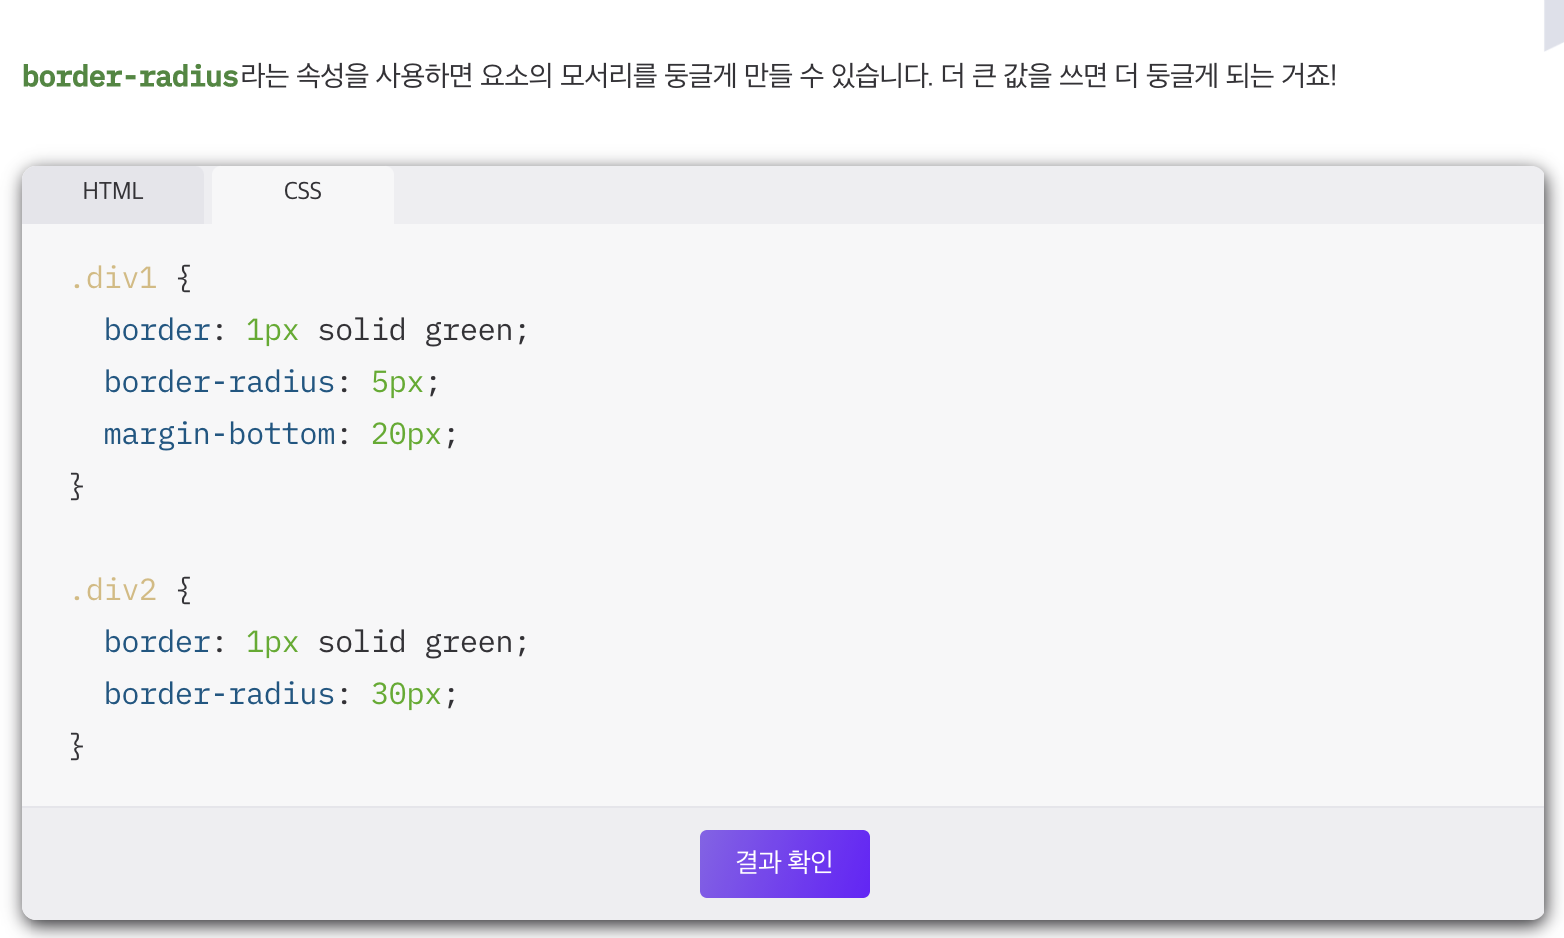 border-radius라는 속성을 사용하면 요소의 모서리를 둥글게 만들 수 있습니다. 더 큰 값을 쓰면 더 둥글게 되는 거죠!
HTML CSS
.div1 {
  border: 1px solid green;
  border-radius: 5px;
  margin-bottom: 20px;
}
.div2 {
  border: 1px solid green;
  border-radius: 30px;
}
결과 확인